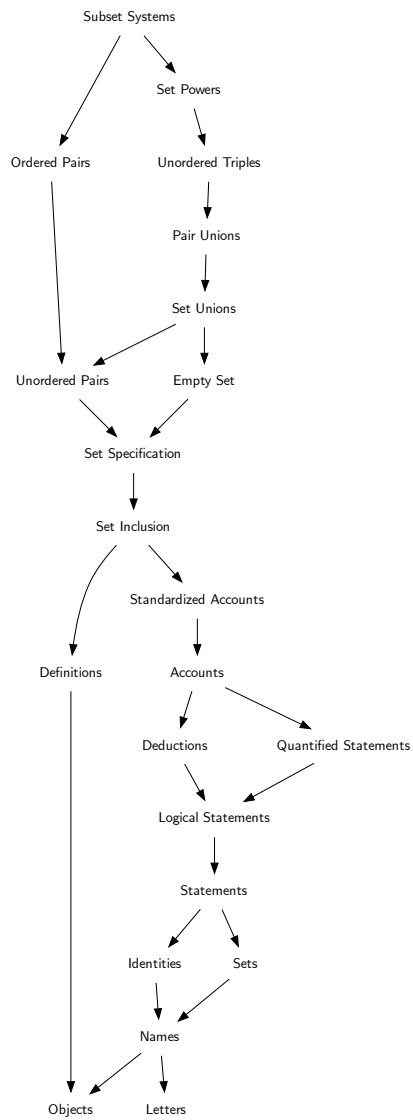 Subset Systems
Set Powers
Ordered Pairs
Unordered Triples
Pair Unions
Set Unions
Unordered Pairs
Empty Set
Set Specification
Set Inclusion
Standardized Accounts
Definitions
Accounts
Deductions
Quantified Statements
Logical Statements
Statements
Identities
Sets
Names
Objects
Letters